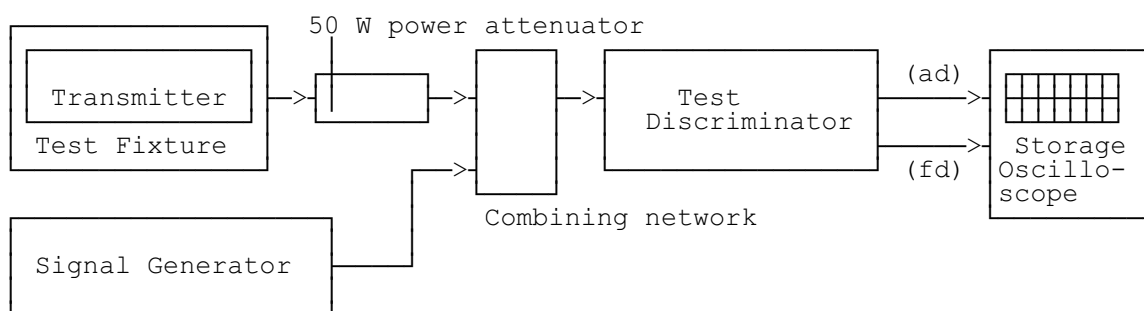 50 W power attenuator
Transmitter
Test Fixture
Test
Discriminator
(ad)
(fd)
Storage
Oscillo-
scope
Combining network
Signal Generator